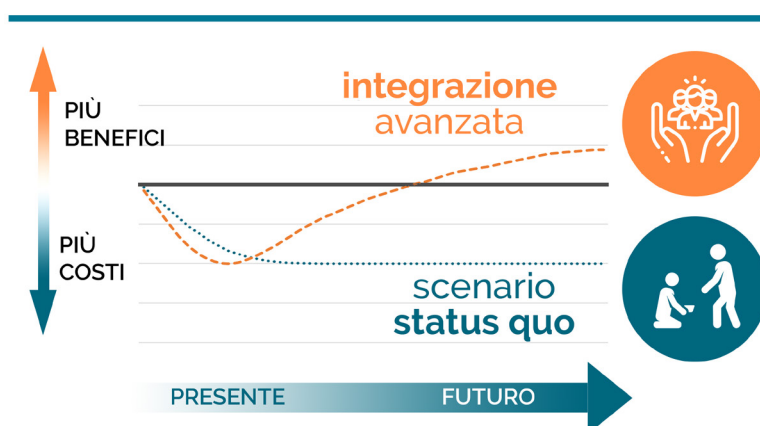 PIÙ
BENEFICI
integrazione
avanzata
PIÙ
COSTI
scenario
status quo
PRESENTE
FUTURO